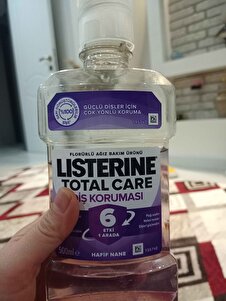 GÜÇLÜ DİŞLER İÇİN
ÇOK YÖNLÜ KORUMA
FLORÜRLÜ AĞIZ BAKIM ÜRÜNÜ
LISTERINE
TOTAL CARE
İŞ KORUMASI
6
ETKİ
1 ARADA
500ml
HAFİF NANE